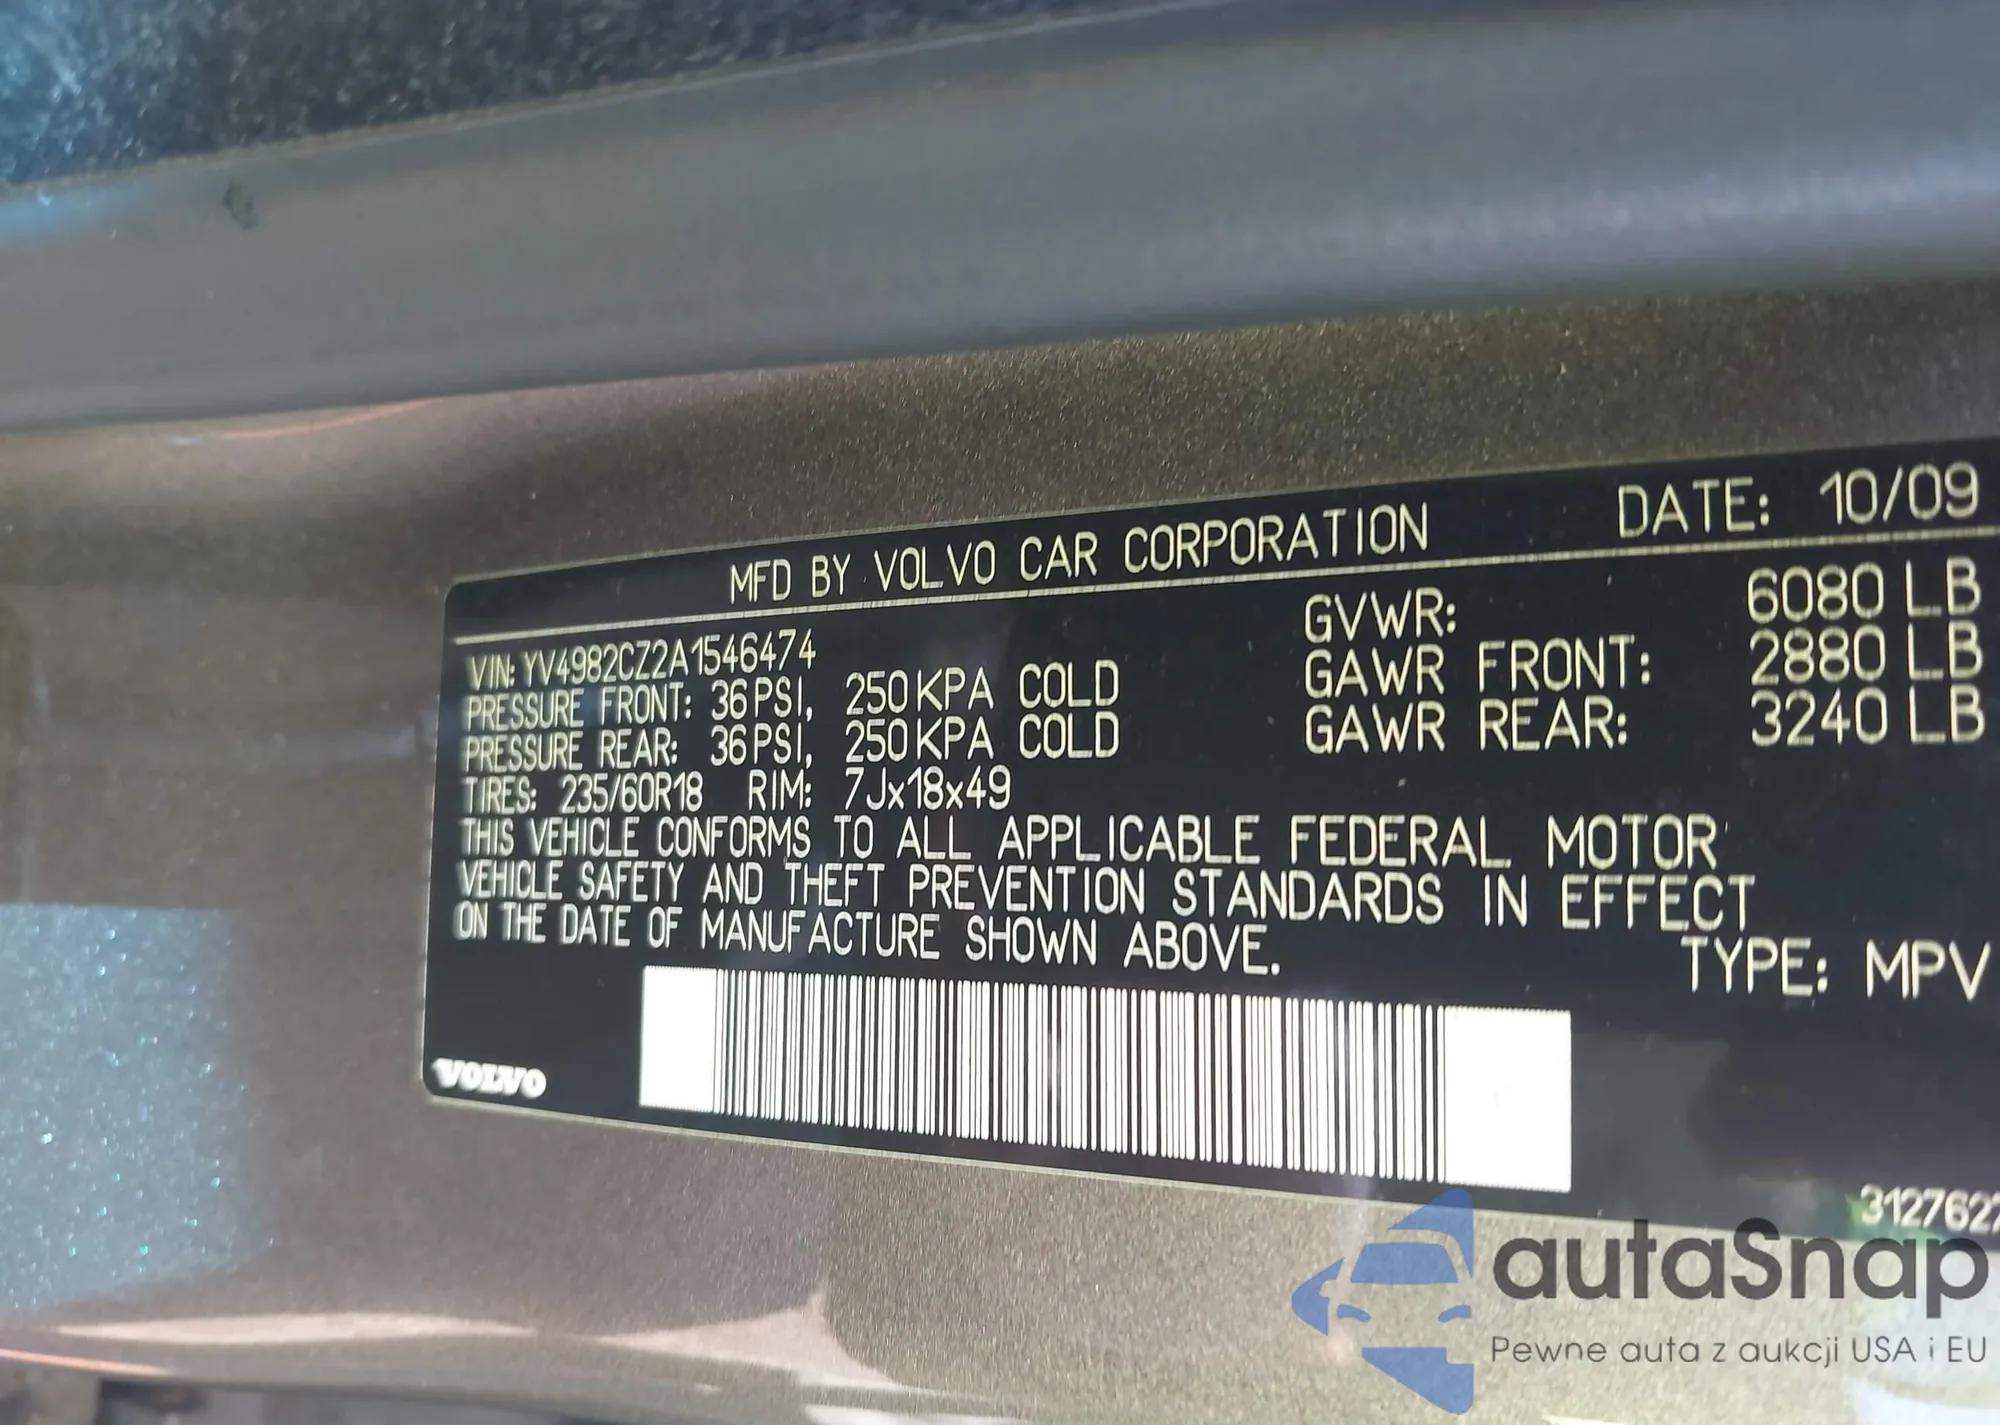 MFD BY VOLVO CAR CORPORATION DATE: 10/09
VIN: YV4982CZ2A1546474 GVWR: 6080 LB
PRESSURE FRONT: 36 PSI, 250 KPA COLD GAWR FRONT: 2880 LB
PRESSURE REAR: 36 PSI, 250 KPA COLD GAWR REAR: 3240 LB
TIRES: 235/60R18 RIM: 7Jx18x49
THIS VEHICLE CONFORMS TO ALL APPLICABLE FEDERAL MOTOR
VEHICLE SAFETY AND THEFT PREVENTION STANDARDS IN EFFECT
ON THE DATE OF MANUFACTURE SHOWN ABOVE.
TYPE: MPV
VOLVO
3127627
autaSnap
Pewne auta z aukcji USA i EU